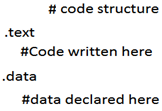 # code structure
.text
#Code written here
.data
#data declared here